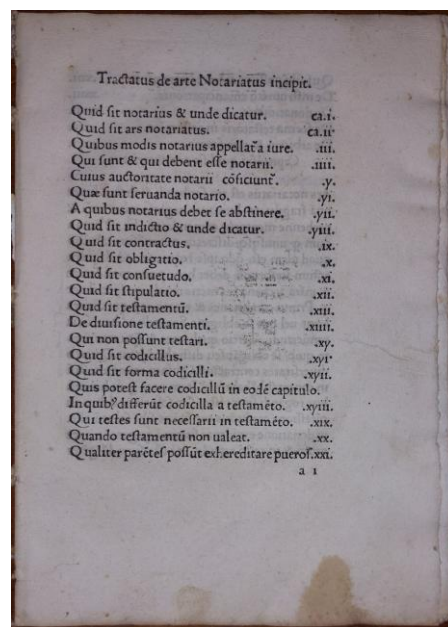 Tractatus de arte Notariatus incipit.
Quid sit notarius & unde dicatur. ca.i.
Quid sit ars notariatus. ca.ii.
Quibus modis notarius appellat᷑ a iure. .iii.
Qui sunt & qui debent esse notarii. .iiii.
Cuius auctoritate notarii cōficiunt᷑. .v.
Quæ sunt seruanda notario. .vi.
A quibus notarius debet se abstinere. .vii.
Quid sit indictio & unde dicatur. .viii.
Quid sit contractus. .ix.
Quid sit obligatio. .x.
Quid sit consuetudo. .xi.
Quid sit stipulatio. .xii.
Quid sit testamentū. .xiii.
De diuisione testamenti. .xiiii.
Qui non possunt testari. .xv.
Quid sit codicillus. .xvi.
Quid sit forma codicilli. .xvii.
Quis potest facere codicillū in eodē capitulo.
In quibꝰ differūt codicilla a testamēto. .xviii.
Qui testes sunt necessarii in testamēto. .xix.
Quando testamentū non ualeat. .xx.
Qualiter parētes possūt exhereditare pueros .xxi.
a 1